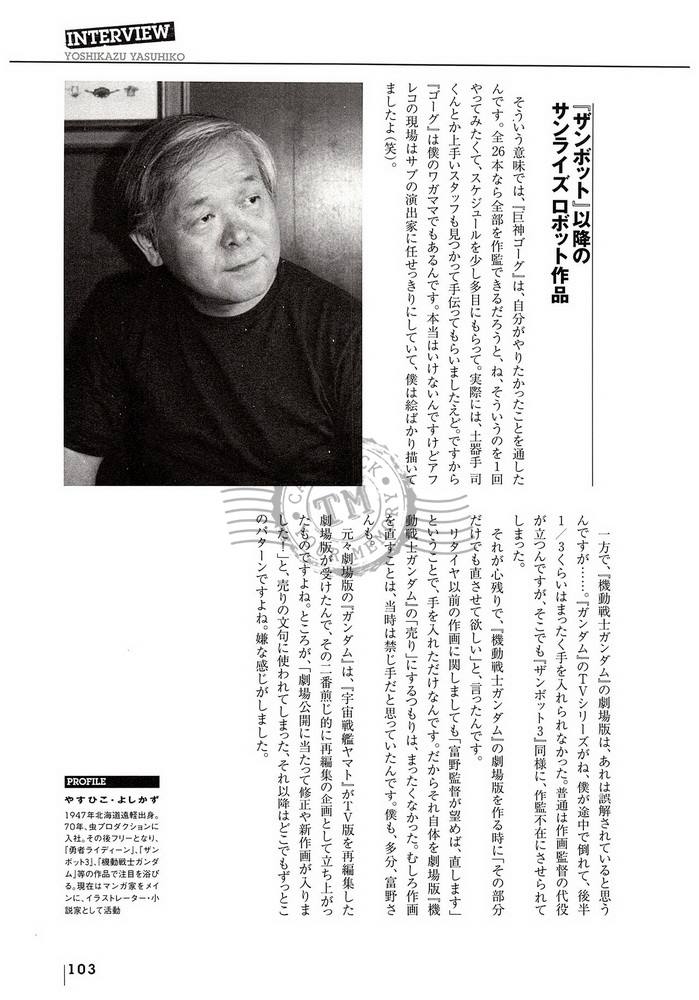 INTERVIEW
YOSHIKAZU YASUHIKO
『ザンボット』以降の
サンライズ ロボット作品
そういう意味では、『巨神ゴーグ』は、自分がやりたかったことを通した
んです。全26本なら全部を作監できるだろうと、ね、そういうのを1回
やってみたくて、スケジュールを少し多目にもらって。実際には、土器手 司
くんとか上手いスタッフも見つかって手伝ってもらいましたえど。ですから
『ゴーグ』は僕のワガママでもあるんです。本当はいけないんですけどアフ
レコの現場はサブの演出家に任せっきりにしていて、僕は絵ばかり描いて
ましたよ(笑)。
一方で、『機動戦士ガンダム』の劇場版は、あれは誤解されていると思う
んですが……。『ガンダム』のTVシリーズがね、僕が途中で倒れて、後半
1/3くらいはまったく手を入れられなかった。普通は作画監督の代役
が立つんですが、そこでも『ザンボット3』同様に、作監不在にさせられて
しまった。
それが心残りで、『機動戦士ガンダム』の劇場版を作る時に「その部分
だけでも直させて欲しい」と、言ったんです。
リタイヤ以前の作画に関しましても「富野監督が望めば、直します」
ということで、手を入れただけなんです。だからそれ自体を劇場版『機
動戦士ガンダム』の「売り」にするつもりは、まったくなかった。むしろ作画
を直すことは、当時は禁じ手だと思っていたんです。僕も、多分、富野さ
んも。
元々劇場版の『ガンダム』は、『宇宙戦艦ヤマト』がTV版を再編集した
劇場版が受けたんで、その二番煎じ的に再編集の企画として立ち上がっ
たものですよね。ところが、「劇場公開に当たって修正や新作画が入りま
した!」と、売りの文句に使われてしまった、それ以降はどこでもずっとこ
のパターンですよね。嫌な感じがしました。
TM
MEMORY
PROFILE
やすひこ・よしかず
1947年北海道遠軽出身。
70年、虫プロダクションに
入社。その後フリーとなり、
『勇者ライディーン』、『ザン
ボット3』、『機動戦士ガンダ
ム』等の作品で注目を浴び
る。現在はマンガ家をメイ
ンに、イラストレーター・小
説家として活動
103